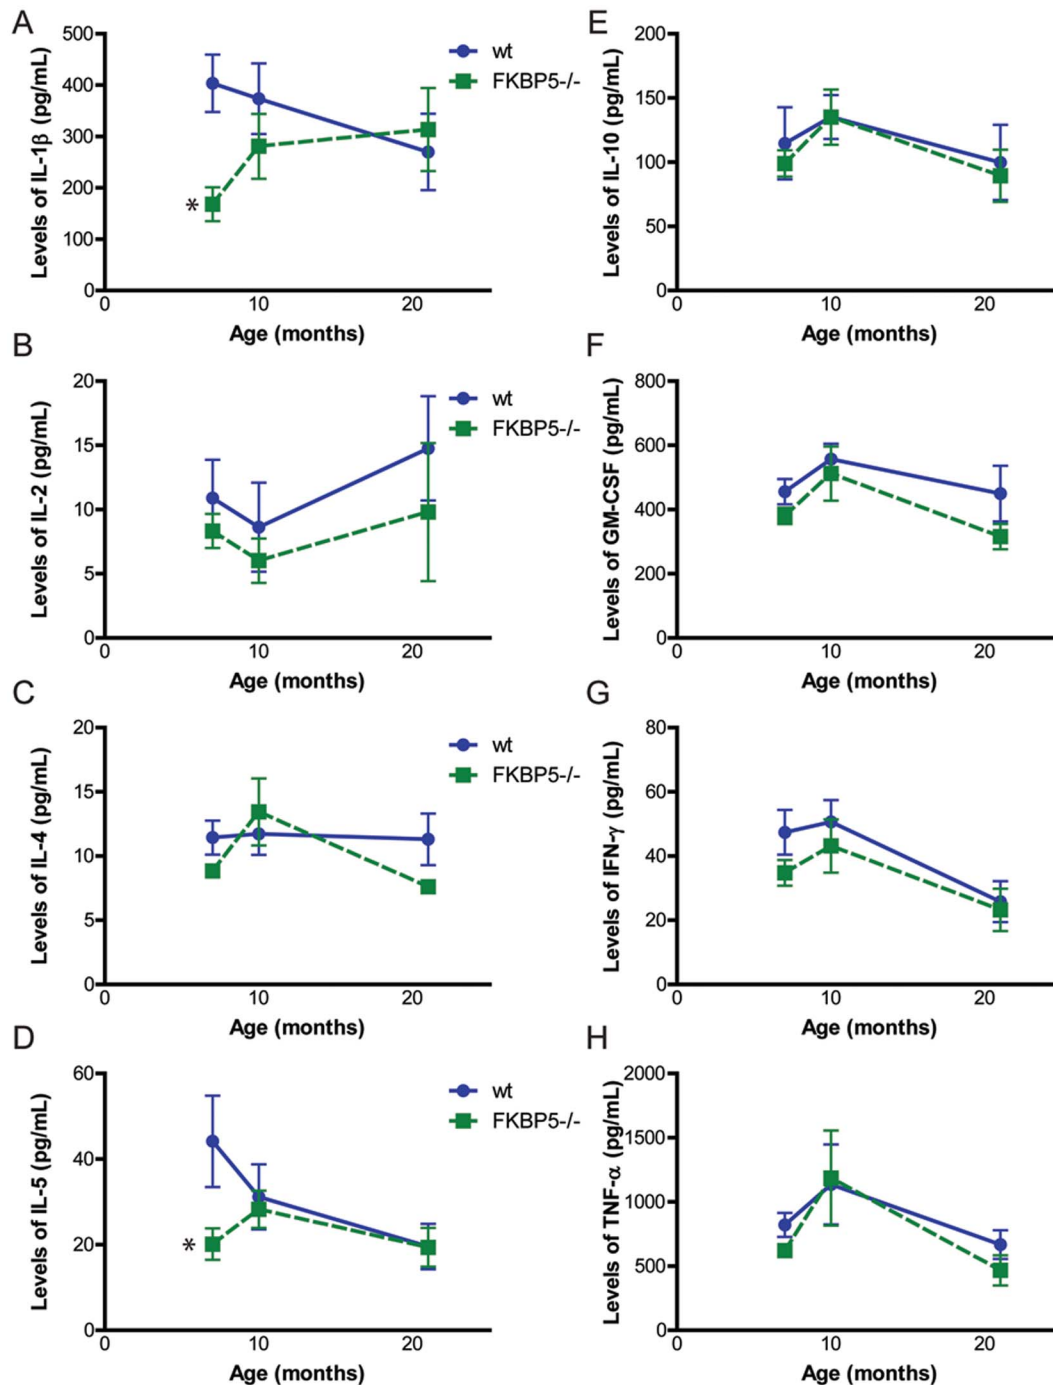 A
Levels of IL-1β (pg/mL)
500
400
300
200
100
0
*
0
10
20
Age (months)
wt
FKBP5-/-
E
Levels of IL-10 (pg/mL)
200
150
100
50
0
0
10
20
Age (months)
B
Levels of IL-2 (pg/mL)
20
15
10
5
0
0
10
20
Age (months)
wt
FKBP5-/-
F
Levels of GM-CSF (pg/mL)
800
600
400
200
0
0
10
20
Age (months)
C
Levels of IL-4 (pg/mL)
20
15
10
5
0
0
10
20
Age (months)
wt
FKBP5-/-
G
Levels of IFN-γ (pg/mL)
80
60
40
20
0
0
10
20
Age (months)
D
Levels of IL-5 (pg/mL)
60
40
20
0
*
0
10
20
Age (months)
wt
FKBP5-/-
H
Levels of TNF-α (pg/mL)
2000
1500
1000
500
0
0
10
20
Age (months)